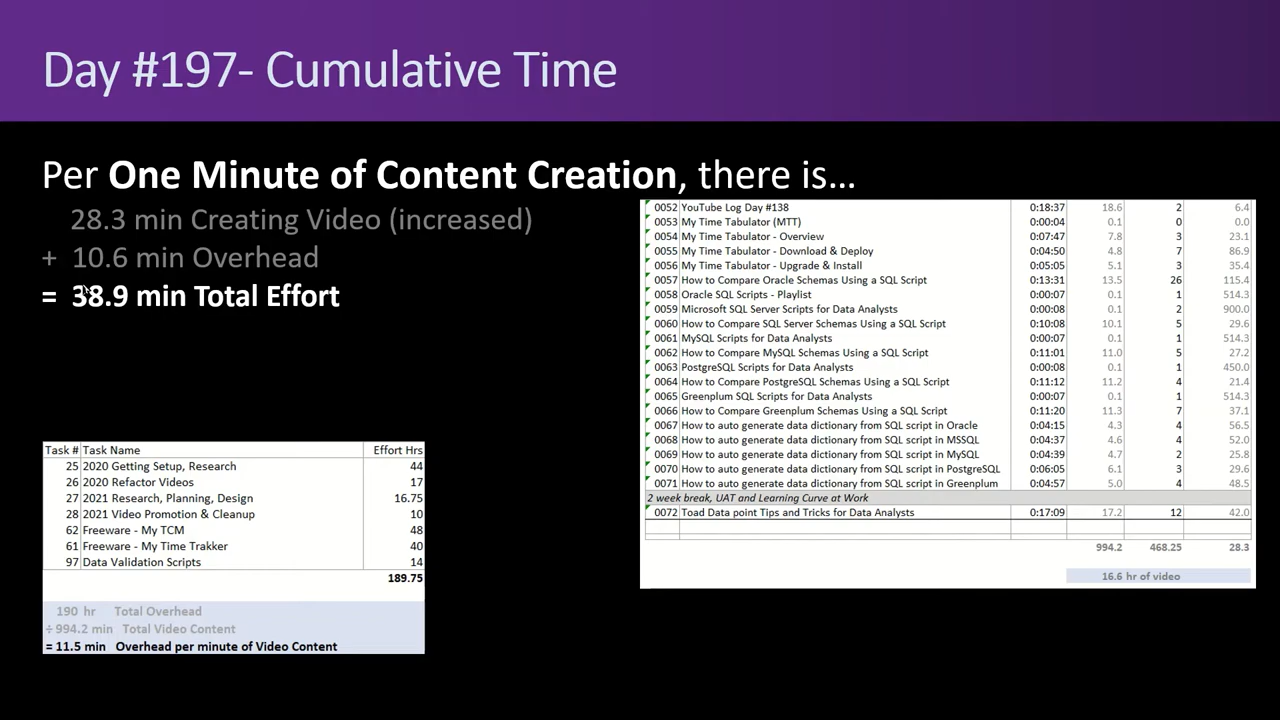 Day #197- Cumulative Time
Per One Minute of Content Creation, there is…
28.3 min Creating Video (increased)
+ 10.6 min Overhead
= 38.9 min Total Effort
0052 YouTube Log Day #138 0:18:37 18.6 2 6.4
0053 My Time Tabulator (MTT) 0:00:04 0.1 0 0.0
0054 My Time Tabulator - Overview 0:07:47 7.8 3 23.1
0055 My Time Tabulator - Download & Deploy 0:04:50 4.8 7 86.9
0056 My Time Tabulator - Upgrade & Install 0:05:05 5.1 3 35.4
0057 How to Compare Oracle Schemas Using a SQL Script 0:13:31 13.5 26 115.4
0058 Oracle SQL Scripts - Playlist 0:00:07 0.1 1 514.3
0059 Microsoft SQL Server Scripts for Data Analysts 0:00:08 0.1 2 900.0
0060 How to Compare SQL Server Schemas Using a SQL Script 0:10:08 10.1 5 29.6
0061 MySQL Scripts for Data Analysts 0:00:07 0.1 1 514.3
0062 How to Compare MySQL Schemas Using a SQL Script 0:11:01 11.0 5 27.2
0063 PostgreSQL Scripts for Data Analysts 0:00:08 0.1 1 450.0
0064 How to Compare PostgreSQL Schemas Using a SQL Script 0:11:12 11.2 4 21.4
0065 Greenplum SQL Scripts for Data Analysts 0:00:07 0.1 1 514.3
0066 How to Compare Greenplum Schemas Using a SQL Script 0:11:20 11.3 7 37.1
0067 How to auto generate data dictionary from SQL script in Oracle 0:04:15 4.3 4 56.5
0068 How to auto generate data dictionary from SQL script in MSSQL 0:04:37 4.6 4 52.0
0069 How to auto generate data dictionary from SQL script in MySQL 0:04:39 4.7 2 25.8
0070 How to auto generate data dictionary from SQL script in PostgreSQL 0:06:05 6.1 3 29.6
0071 How to auto generate data dictionary from SQL script in Greenplum 0:04:57 5.0 4 48.5
2 week break, UAT and Learning Curve at Work
0072 Toad Data point Tips and Tricks for Data Analysts 0:17:09 17.2 12 42.0
994.2 468.25 28.3
16.6 hr of video
Task # Task Name Effort Hrs
25 2020 Getting Setup, Research 44
26 2020 Refactor Videos 17
27 2021 Research, Planning, Design 16.75
28 2021 Video Promotion & Cleanup 10
62 Freeware - My TCM 48
61 Freeware - My Time Trakker 40
97 Data Validation Scripts 14
189.75
190 hr Total Overhead
÷ 994.2 min Total Video Content
= 11.5 min Overhead per minute of Video Content